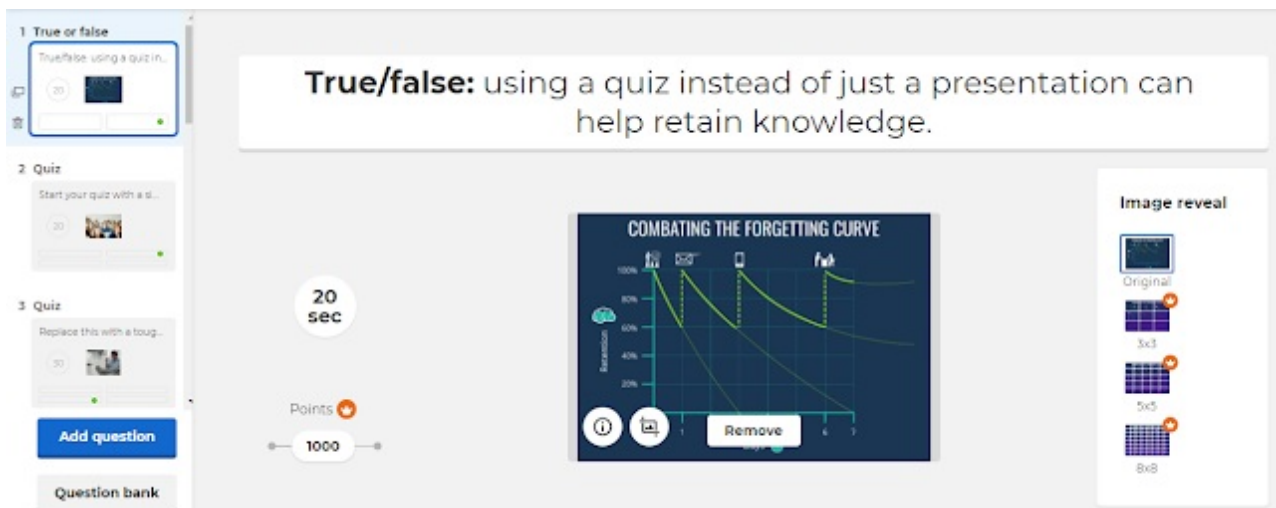 1 True or false
True/false: using a quiz in...
20
2 Quiz
Start your quiz with a si...
20
3 Quiz
Replace this with a toug...
30
Add question
Question bank
True/false: using a quiz instead of just a presentation can
help retain knowledge.
20
sec
Points
1000
COMBATING THE FORGETTING CURVE
100%
80%
60%
40%
20%
Retention
1
6
7
Remove
Image reveal
Original
3x3
5x5
8x8